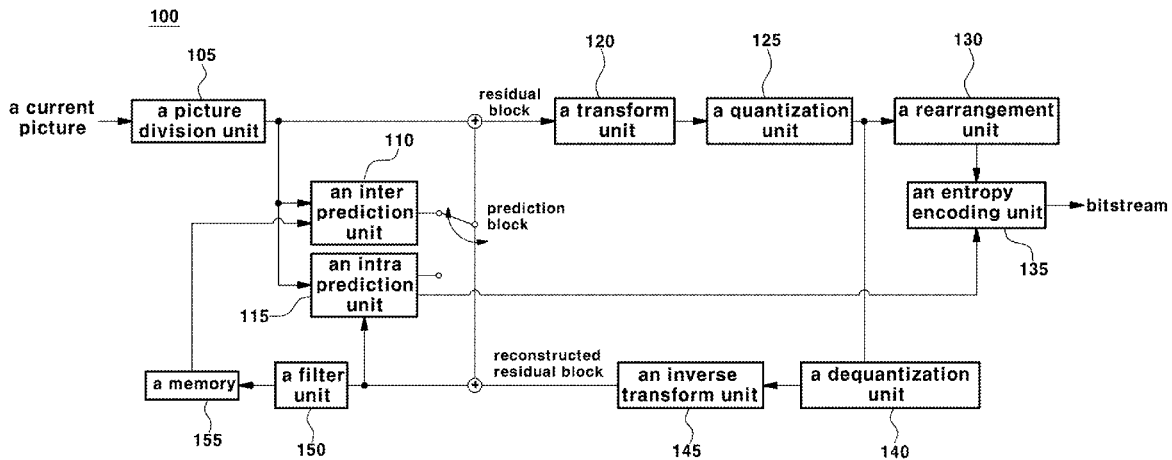 100
105
120
125
130
a current
picture
a picture
division unit
residual
block
a transform
unit
a quantization
unit
a rearrangement
unit
110
an inter
prediction
unit
prediction
block
an entropy
encoding unit
bitstream
135
an intra
prediction
unit
115
a memory
155
a filter
unit
150
reconstructed
residual block
an inverse
transform unit
145
a dequantization
unit
140